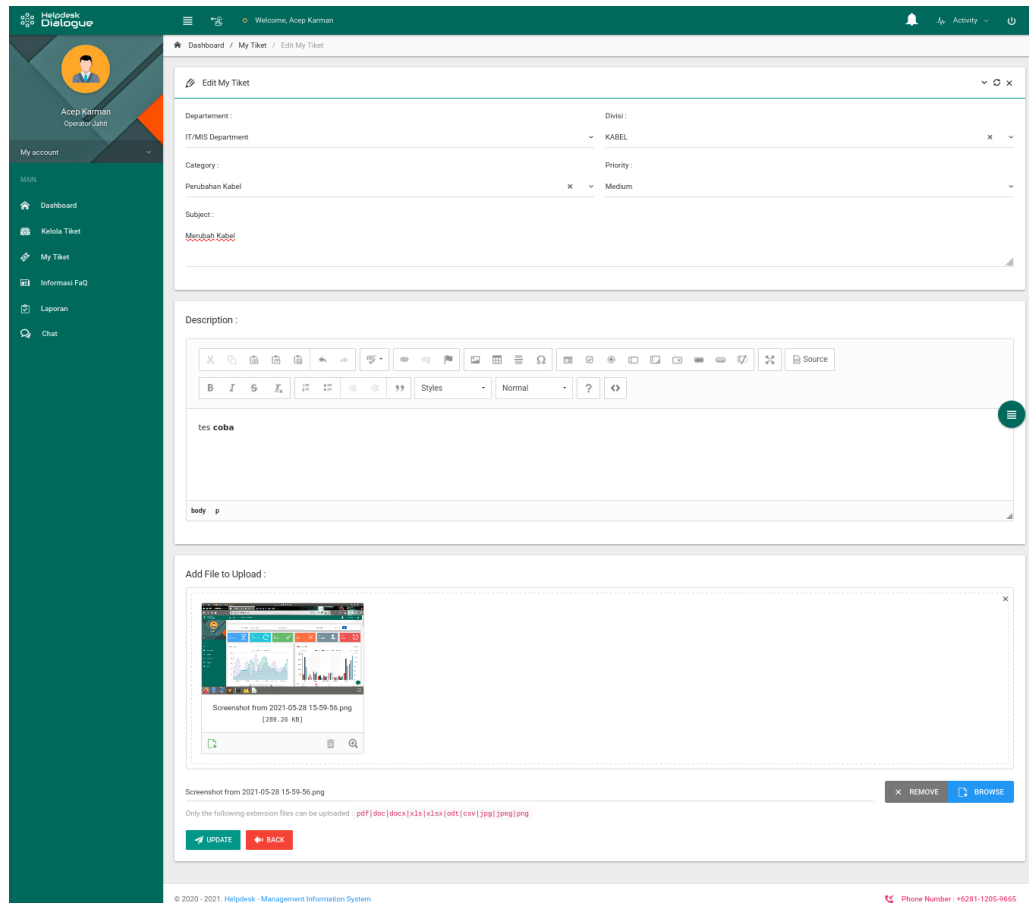 Helpdesk
Dialogue
Welcome, Acep Karman
Activity
Dashboard / My Tiket / Edit My Tiket
Acep Karman
Operator Jahit
My account
MAIN
Dashboard
Kelola Tiket
My Tiket
Informasi FaQ
Laporan
Chat
Edit My Tiket
Departement :
Divisi :
IT/MIS Department
KABEL
Category :
Priority :
Perubahan Kabel
Medium
Subject :
Merubah Kabel
Description :
Source
B I S Tx
Styles
Normal
?
tes coba
body p
Add File to Upload :
Screenshot from 2021-05-28 15-59-56.png
(289.26 KB)
Screenshot from 2021-05-28 15-59-56.png
REMOVE
BROWSE
Only the following extension files can be uploaded : pdf|doc|docx|xls|xlsx|odt|csv|jpg|jpeg|png
UPDATE
BACK
© 2020 - 2021. Helpdesk - Management Information System
Phone Number : +6281-1205-9665